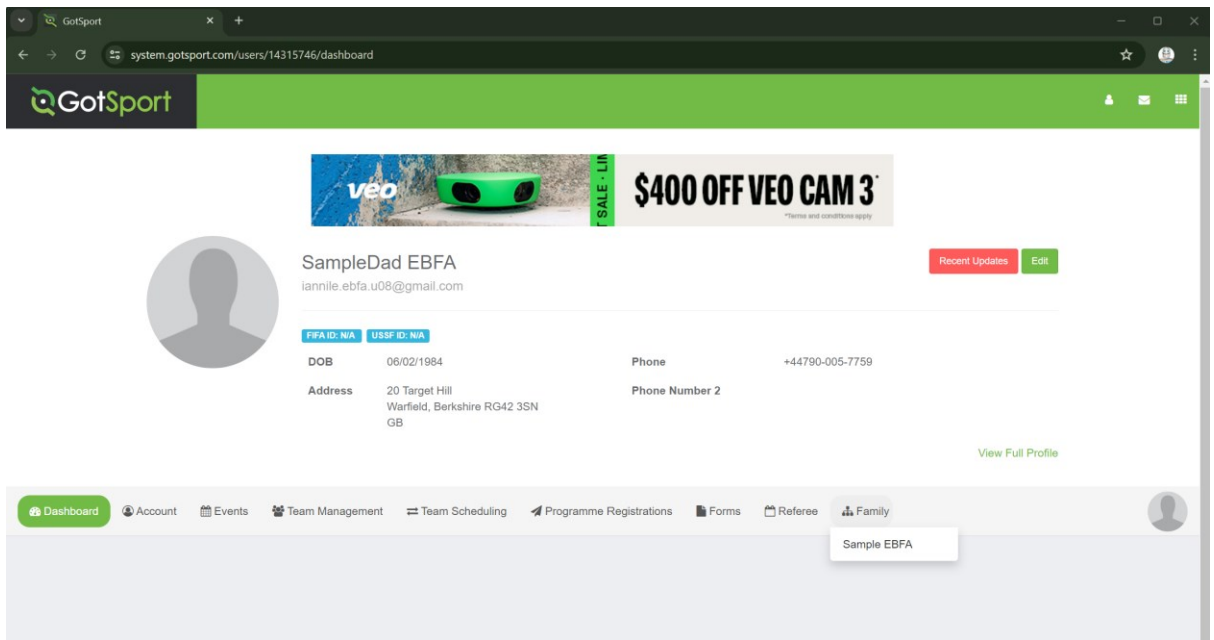 GotSport
system.gotsport.com/users/14315746/dashboard
GotSport
veo
$400 OFF VEO CAM 3*
*Terms and conditions apply
SampleDad EBFA
Recent Updates
Edit
iannile.ebfa.u08@gmail.com
FIFA ID: N/A
USSF ID: N/A
DOB 06/02/1984 Phone +44790-005-7759
Address 20 Target Hill Phone Number 2
Warfield, Berkshire RG42 3SN
GB
View Full Profile
Dashboard Account Events Team Management Team Scheduling Programme Registrations Forms Referee Family
Sample EBFA